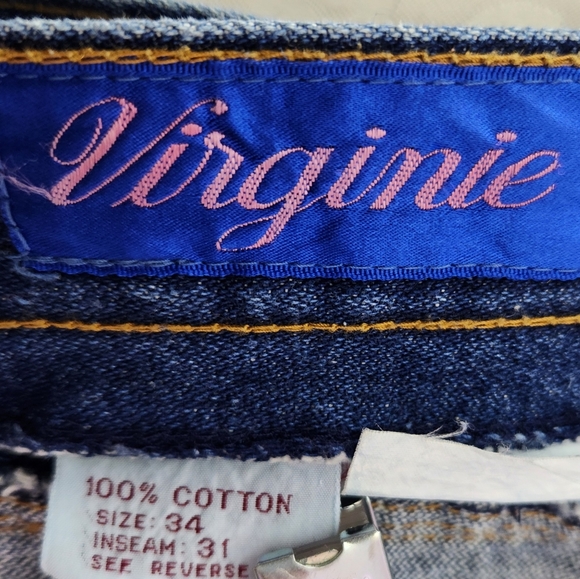 Virginie
100% COTTON
SIZE: 34
INSEAM: 31
SEE REVERSE